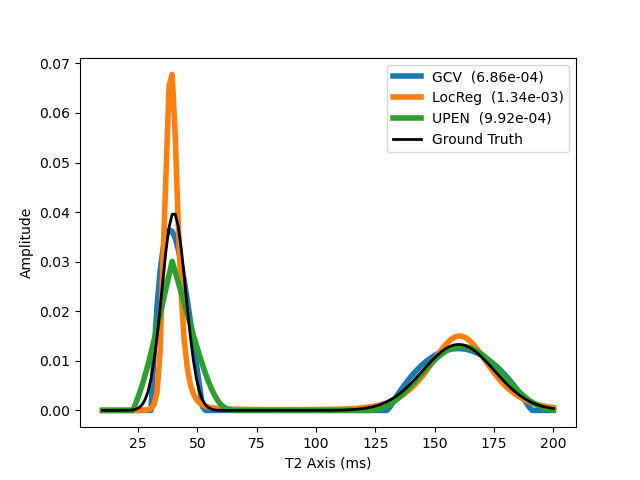 0.07
0.06
0.05
0.04
0.03
0.02
0.01
0.00
Amplitude
GCV (6.86e-04)
LocReg (1.34e-03)
UPEN (9.92e-04)
Ground Truth
25 50 75 100 125 150 175 200
T2 Axis (ms)